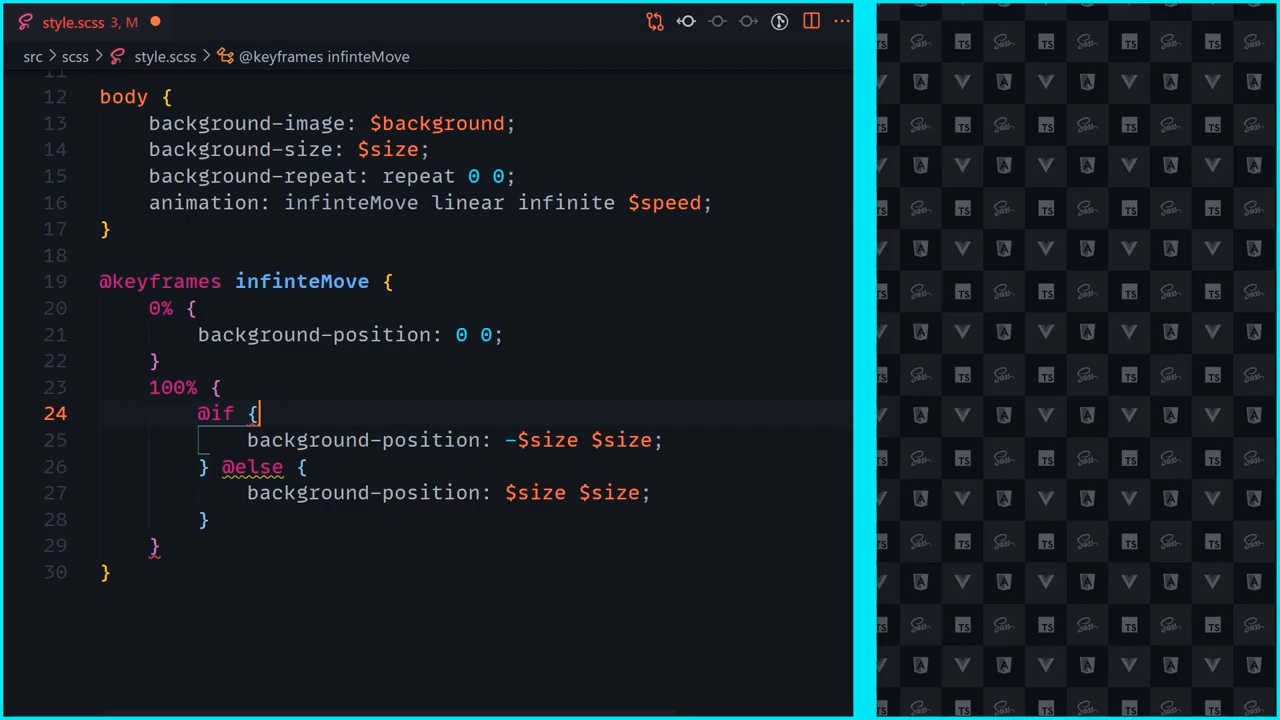 style.scss 3, M
src > scss > style.scss > @keyframes infinteMove
11
12 body {
13 background-image: $background;
14 background-size: $size;
15 background-repeat: repeat 0 0;
16 animation: infinteMove linear infinite $speed;
17 }
18
19 @keyframes infinteMove {
20 0% {
21 background-position: 0 0;
22 }
23 100% {
24 @if {
25 background-position: -$size $size;
26 } @else {
27 background-position: $size $size;
28 }
29 }
30 }